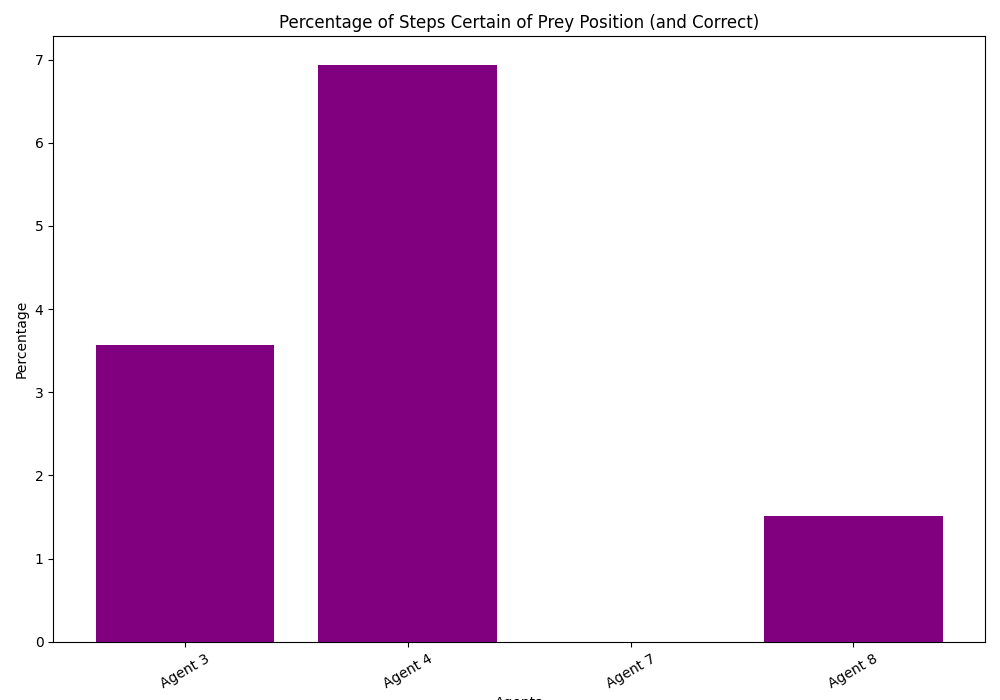 Percentage of Steps Certain of Prey Position (and Correct)
Percentage
7
6
5
4
3
2
1
0
Agent 3
Agent 4
Agent 7
Agent 8
Agents